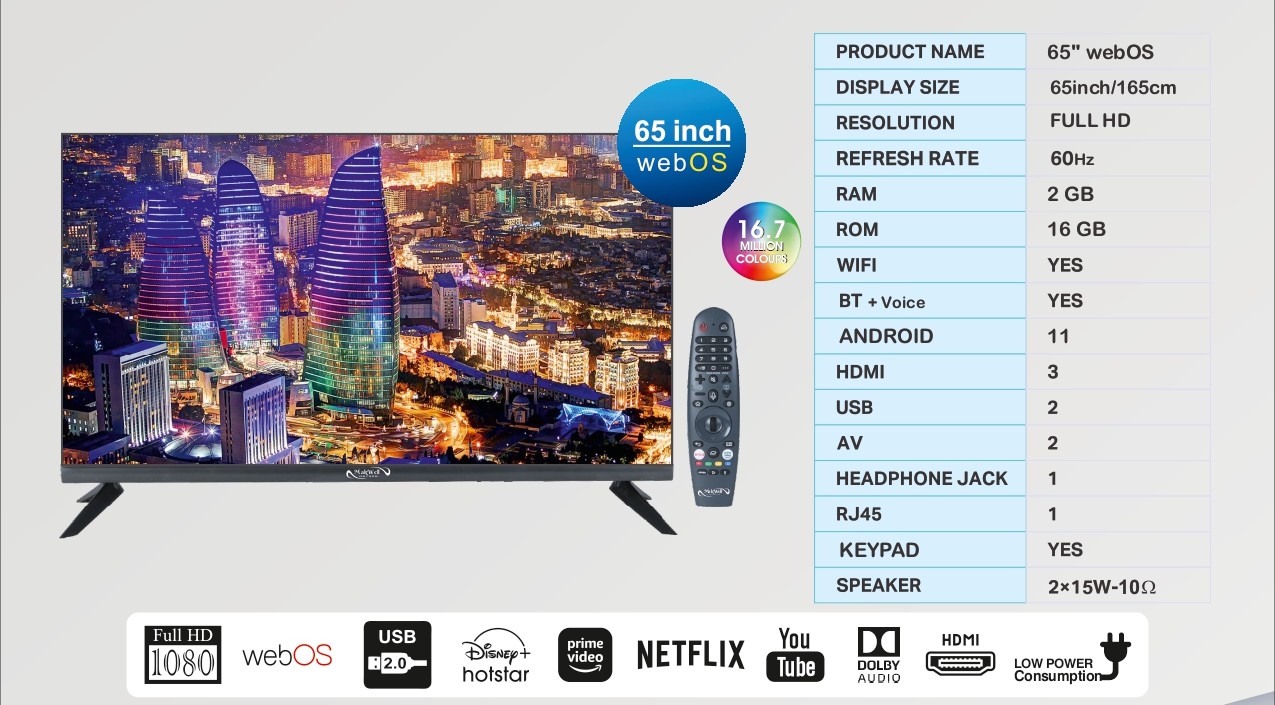 65 inch
webOS
16.7
MILLION
COLOURS
PRODUCT NAME 65" webOS
DISPLAY SIZE 65inch/165cm
RESOLUTION FULL HD
REFRESH RATE 60Hz
RAM 2 GB
ROM 16 GB
WIFI YES
BT + Voice YES
ANDROID 11
HDMI 3
USB 2
AV 2
HEADPHONE JACK 1
RJ45 1
KEYPAD YES
SPEAKER 2×15W-10Ω
Full HD
1080
webOS
USB
2.0
Disney+
hotstar
prime
video
NETFLIX
You
Tube
DOLBY
AUDIO
HDMI
LOW POWER
Consumption